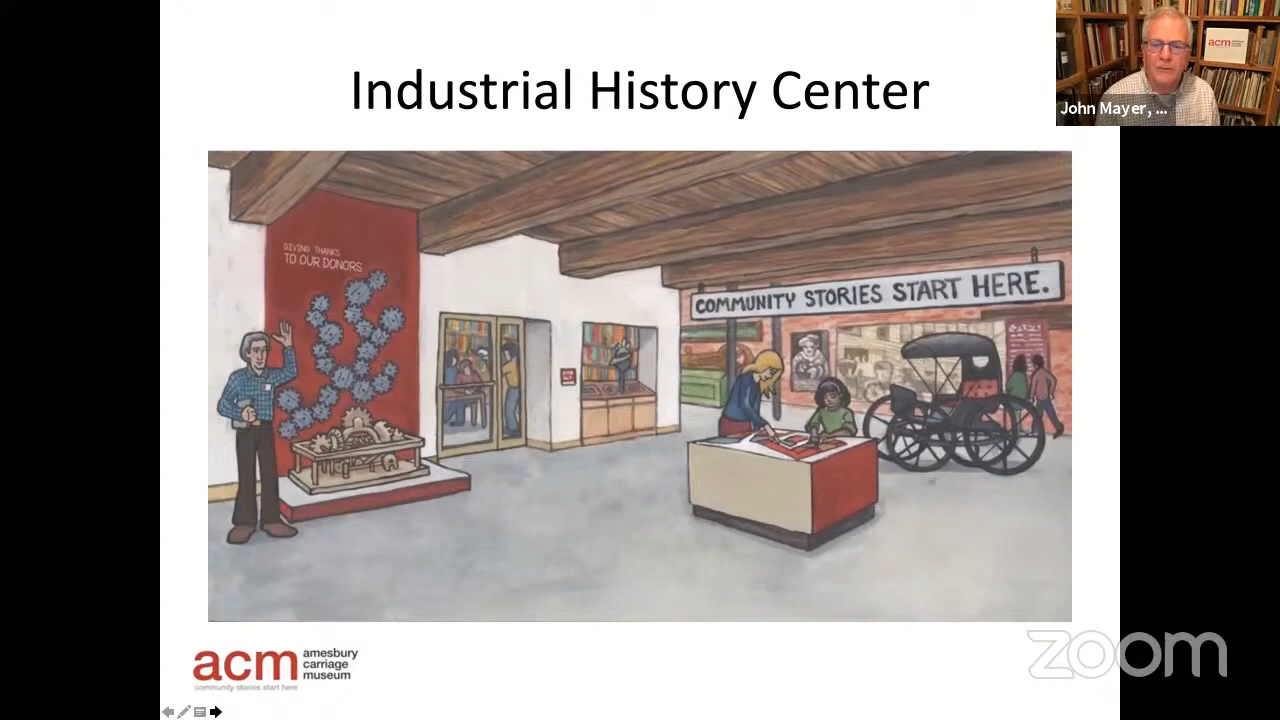 Industrial History Center
acm
John Mayer, ...
GIVING THANKS
TO OUR DONORS
COMMUNITY STORIES START HERE.
acm
amesbury
carriage
museum
community stories start here
zoom